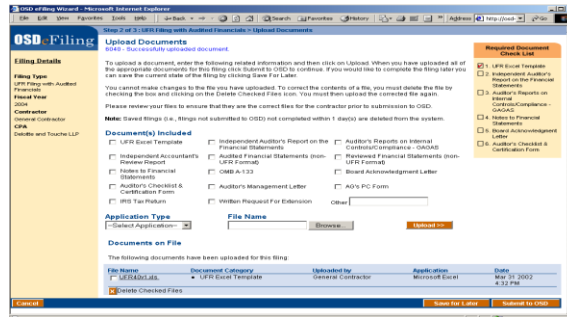 OSD eFiling Wizard - Microsoft Internet Explorer
File Edit View Favorites Tools Help Back Search Favorites History Address Go
OSDeFiling
Step 2 of 3 : UFR Filing with Audited Financials > Upload Documents
Filing Details
Filing Type
UFR Filing with Audited
Financials
Fiscal Year
2004
Contractor
General Contractor
CPA
Deloitte and Touche LLP
Upload Documents
6040 - Successfully uploaded document.
To upload a document, enter the following related information and then click on Upload. When you have uploaded all of
the appropriate documents for this filing click Submit to OSD to continue. If you would like to complete the filing later you
can save the current state of the filing by clicking Save For Later.
You cannot make changes to the file you have uploaded. To correct the contents of a file, you must delete the file by
checking the box and clicking on the Delete Checked Files icon. You must then upload the corrected file again.
Please review your files to ensure that they are the correct files for the contractor prior to submission to OSD.
Note: Saved filings (i.e., filings not submitted to OSD) not completed within 1 day(s) are deleted from the system.
Required Document
Check List
1. UFR Excel Template
2. Independent Auditor's
Report on the Financial
Statements
3. Auditor's Reports on
Internal
Controls/Compliance -
GAGAS
4. Notes to Financial
Statements
5. Board Acknowledgment
Letter
6. Auditor's Checklist &
Certification Form
Document(s) Included
UFR Excel Template
Independent Auditor's Report on the
Financial Statements
Auditor's Reports on Internal
Controls/Compliance - GAGAS
Independent Accountant's
Review Report
Audited Financial Statements (non-
UFR Format)
Reviewed Financial Statements (non-
UFR Format)
Notes to Financial
Statements
OMB A-133
Board Acknowledgment Letter
Auditor's Checklist &
Certification Form
Auditor's Management Letter
AG's PC Form
IRS Tax Return
Written Request For Extension
Other
Application Type
File Name
--Select Application--
Browse...
Upload >>
Documents on File
The following documents have been uploaded for this filing:
File Name Document Category Uploaded by Application Date
UFR40rl.xls UFR Excel Template General Contractor Microsoft Excel Mar 31 2002
4:32 PM
Delete Checked Files
Cancel
Save for Later
Submit to OSD